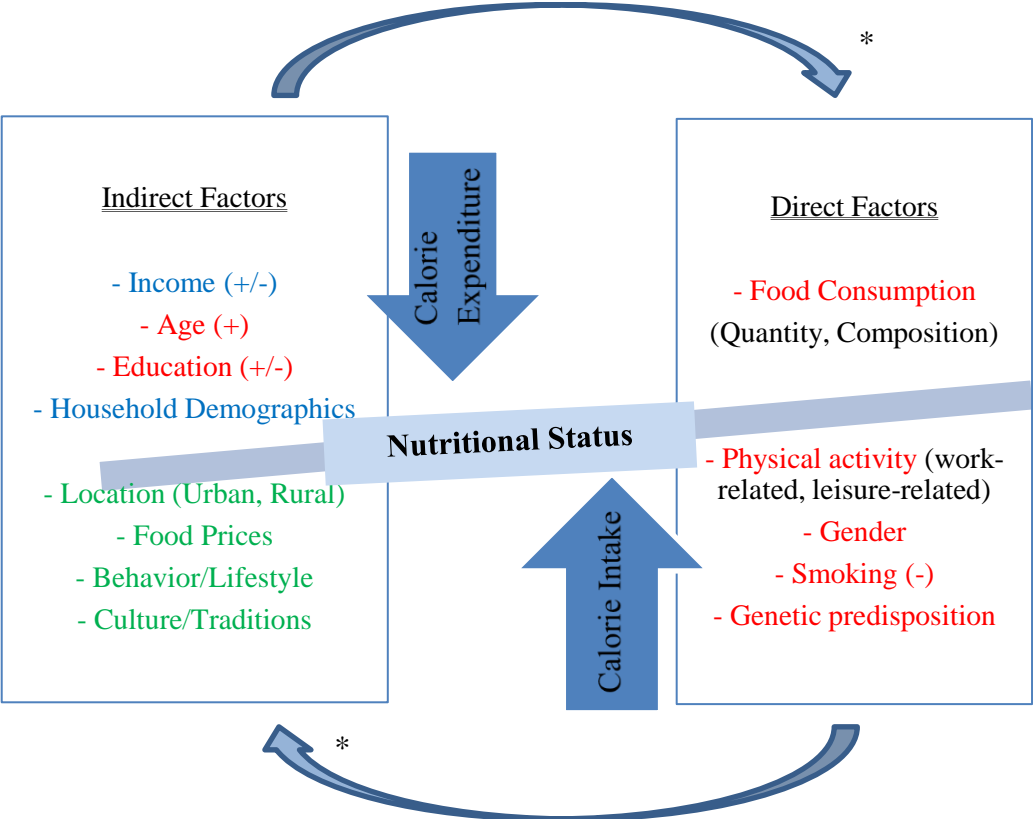 *
Indirect Factors
- Income (+/-)
- Age (+)
- Education (+/-)
- Household Demographics
- Location (Urban, Rural)
- Food Prices
- Behavior/Lifestyle
- Culture/Traditions
Calorie
Expenditure
Nutritional Status
Calorie Intake
Direct Factors
- Food Consumption
(Quantity, Composition)
- Physical activity (work-
related, leisure-related)
- Gender
- Smoking (-)
- Genetic predisposition
*